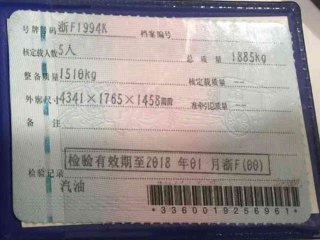 号牌号码 浙F1994K 档案编号
核定载人数 5人 总质量 1885kg
整备质量 1510kg 核定载质量 --
外廓尺寸 4341×1765×1458mm 准牵引总质量 --
备注
检验有效期至2018年01月浙F(00)
检验记录
汽油
*3360019256961*